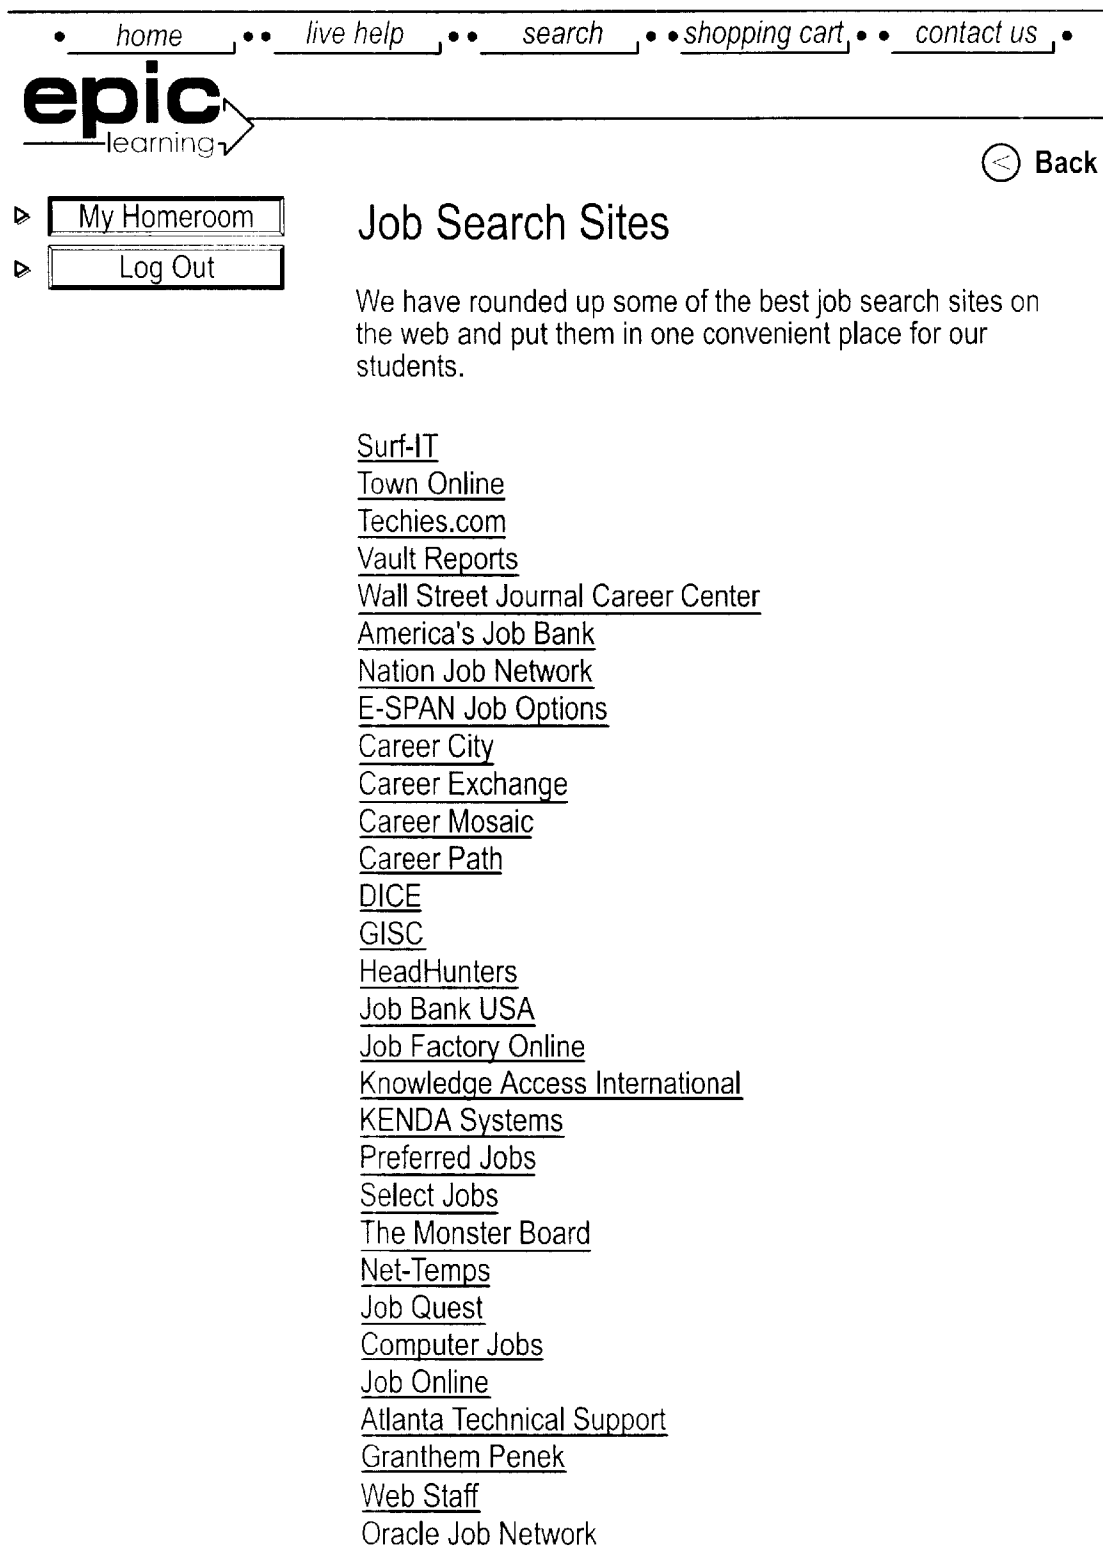 home live help search shopping cart contact us
epic
learning
< Back
My Homeroom
Log Out
Job Search Sites
We have rounded up some of the best job search sites on
the web and put them in one convenient place for our
students.
Surf-IT
Town Online
Techies.com
Vault Reports
Wall Street Journal Career Center
America's Job Bank
Nation Job Network
E-SPAN Job Options
Career City
Career Exchange
Career Mosaic
Career Path
DICE
GISC
HeadHunters
Job Bank USA
Job Factory Online
Knowledge Access International
KENDA Systems
Preferred Jobs
Select Jobs
The Monster Board
Net-Temps
Job Quest
Computer Jobs
Job Online
Atlanta Technical Support
Granthem Penek
Web Staff
Oracle Job Network